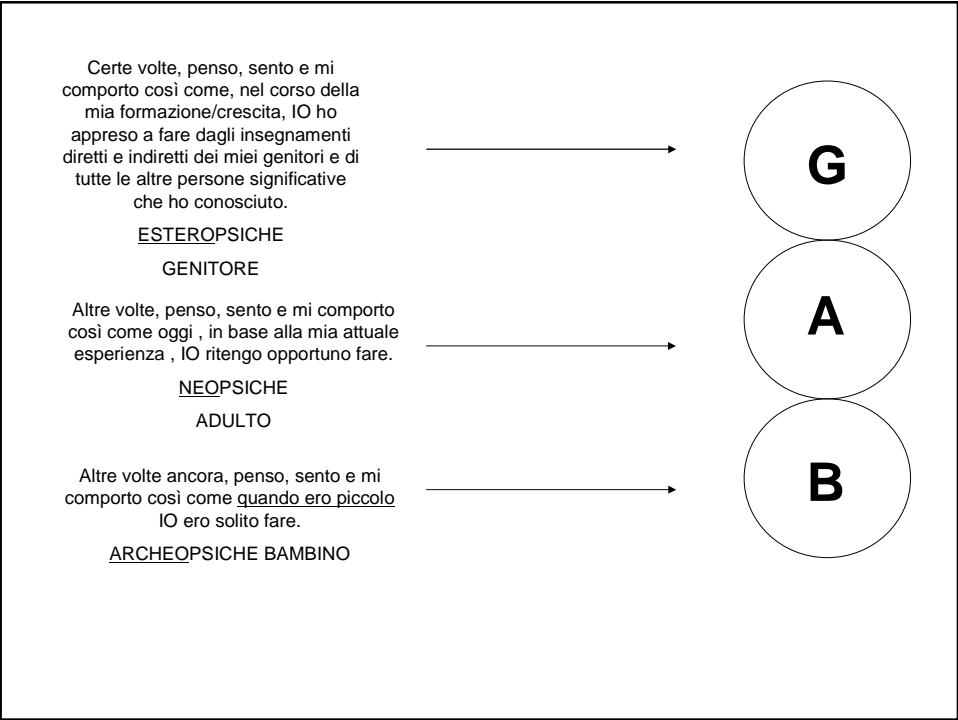 Certe volte, penso, sento e mi
comporto così come, nel corso della
mia formazione/crescita, IO ho
appreso a fare dagli insegnamenti
diretti e indiretti dei miei genitori e di
tutte le altre persone significative
che ho conosciuto.
ESTEROPSICHE
GENITORE
G
Altre volte, penso, sento e mi comporto
così come oggi , in base alla mia attuale
esperienza , IO ritengo opportuno fare.
NEOPSICHE
ADULTO
A
Altre volte ancora, penso, sento e mi
comporto così come quando ero piccolo
IO ero solito fare.
ARCHEOPSICHE BAMBINO
B